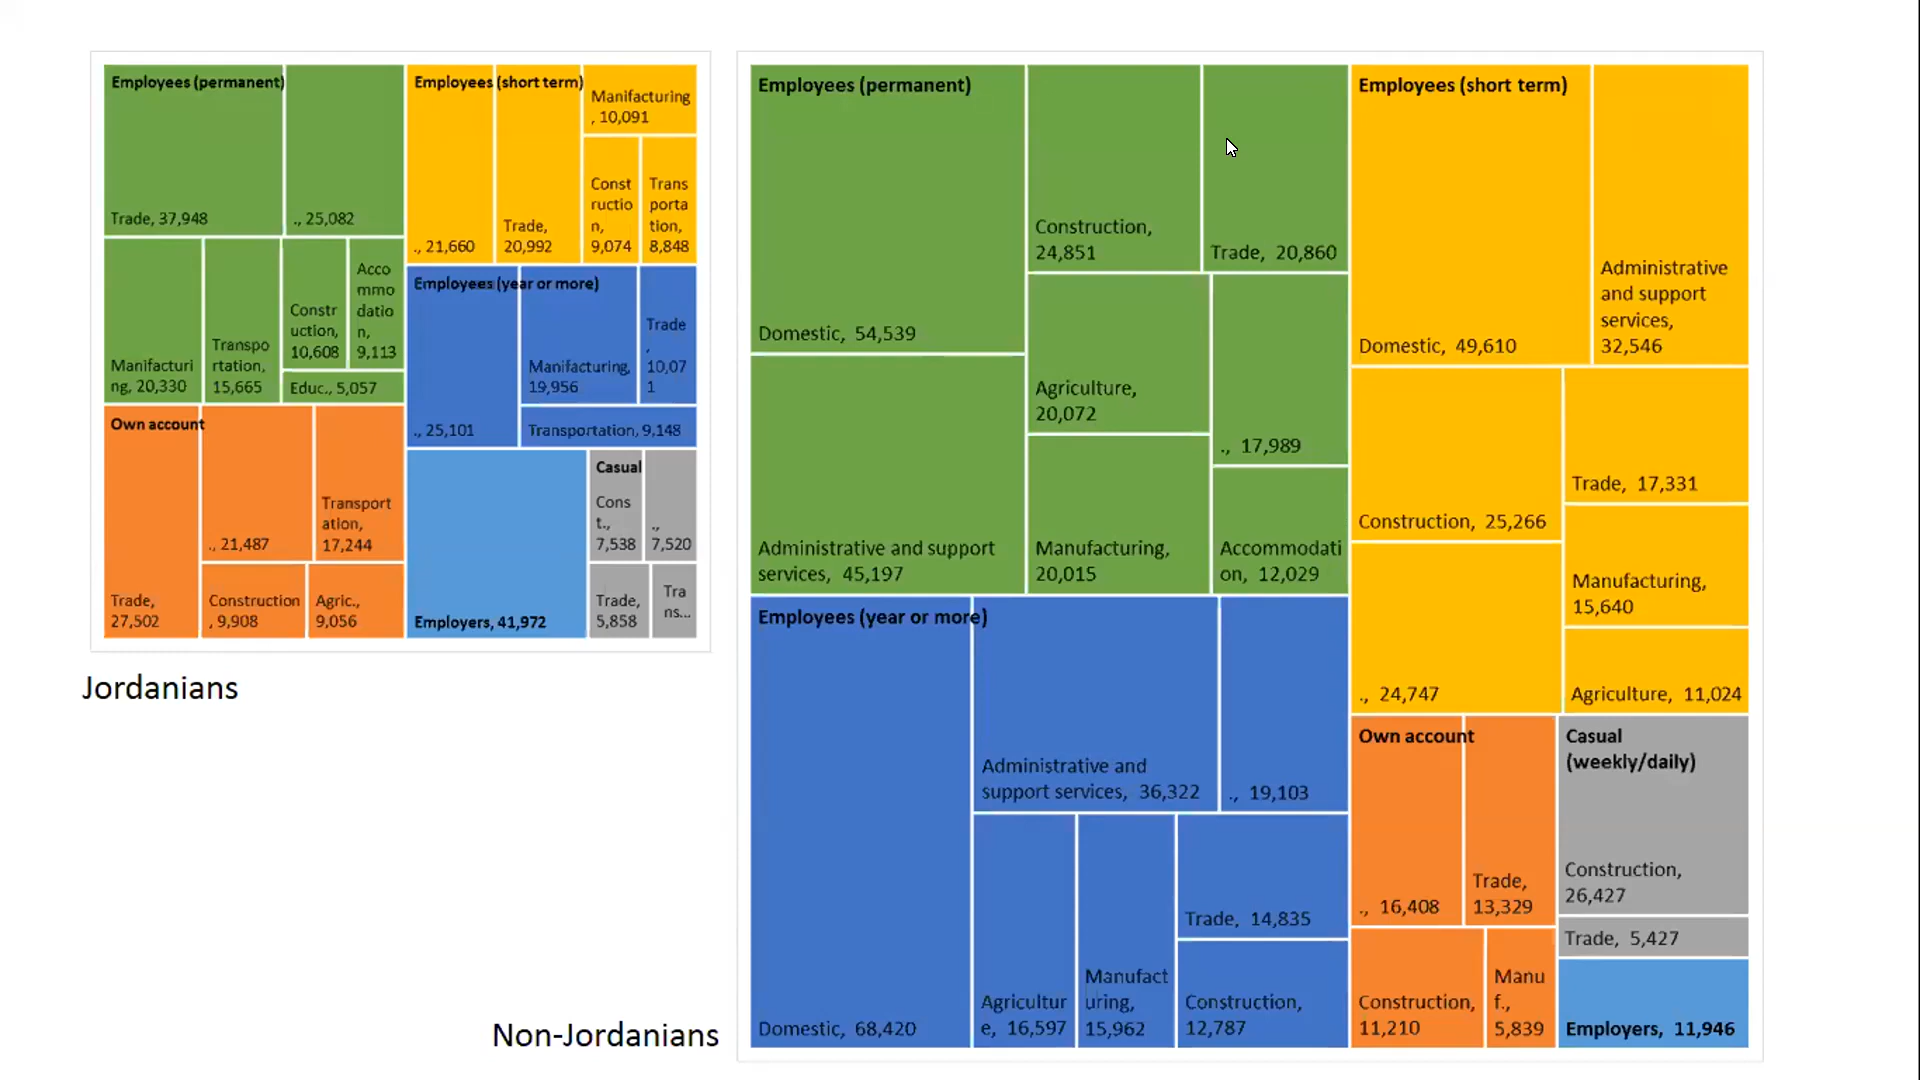 Employees (permanent)
Trade, 37,948
., 25,082
Manifacturi
ng, 20,330
Transpo
rtation,
15,665
Constr
uction,
10,608
Acco
mmo
datio
n,
9,113
Educ., 5,057
Employees (short term)
., 21,660
Trade,
20,992
Manifacturing
, 10,091
Const
ructio
n,
9,074
Trans
porta
tion,
8,848
Employees (year or more)
., 25,101
Manifacturing,
19,956
Trade
,
10,07
1
Transportation, 9,148
Own account
Trade,
27,502
., 21,487
Transport
ation,
17,244
Construction
, 9,908
Agric.,
9,056
Employers, 41,972
Casual
Cons
t.,
7,538
.,
7,520
Trade,
5,858
Tra
ns...
Jordanians
Employees (permanent)
Domestic, 54,539
Administrative and support
services, 45,197
Construction,
24,851
Trade, 20,860
Agriculture,
20,072
Manufacturing,
20,015
., 17,989
Accommodati
on, 12,029
Employees (short term)
Domestic, 49,610
Administrative
and support
services,
32,546
Construction, 25,266
., 24,747
Trade, 17,331
Manufacturing,
15,640
Agriculture, 11,024
Employees (year or more)
Domestic, 68,420
Administrative and
support services, 36,322
., 19,103
Agricultur
e, 16,597
Manufact
uring,
15,962
Trade, 14,835
Construction,
12,787
Own account
., 16,408
Trade,
13,329
Construction,
11,210
Manu
f.,
5,839
Casual
(weekly/daily)
Construction,
26,427
Trade, 5,427
Employers, 11,946
Non-Jordanians